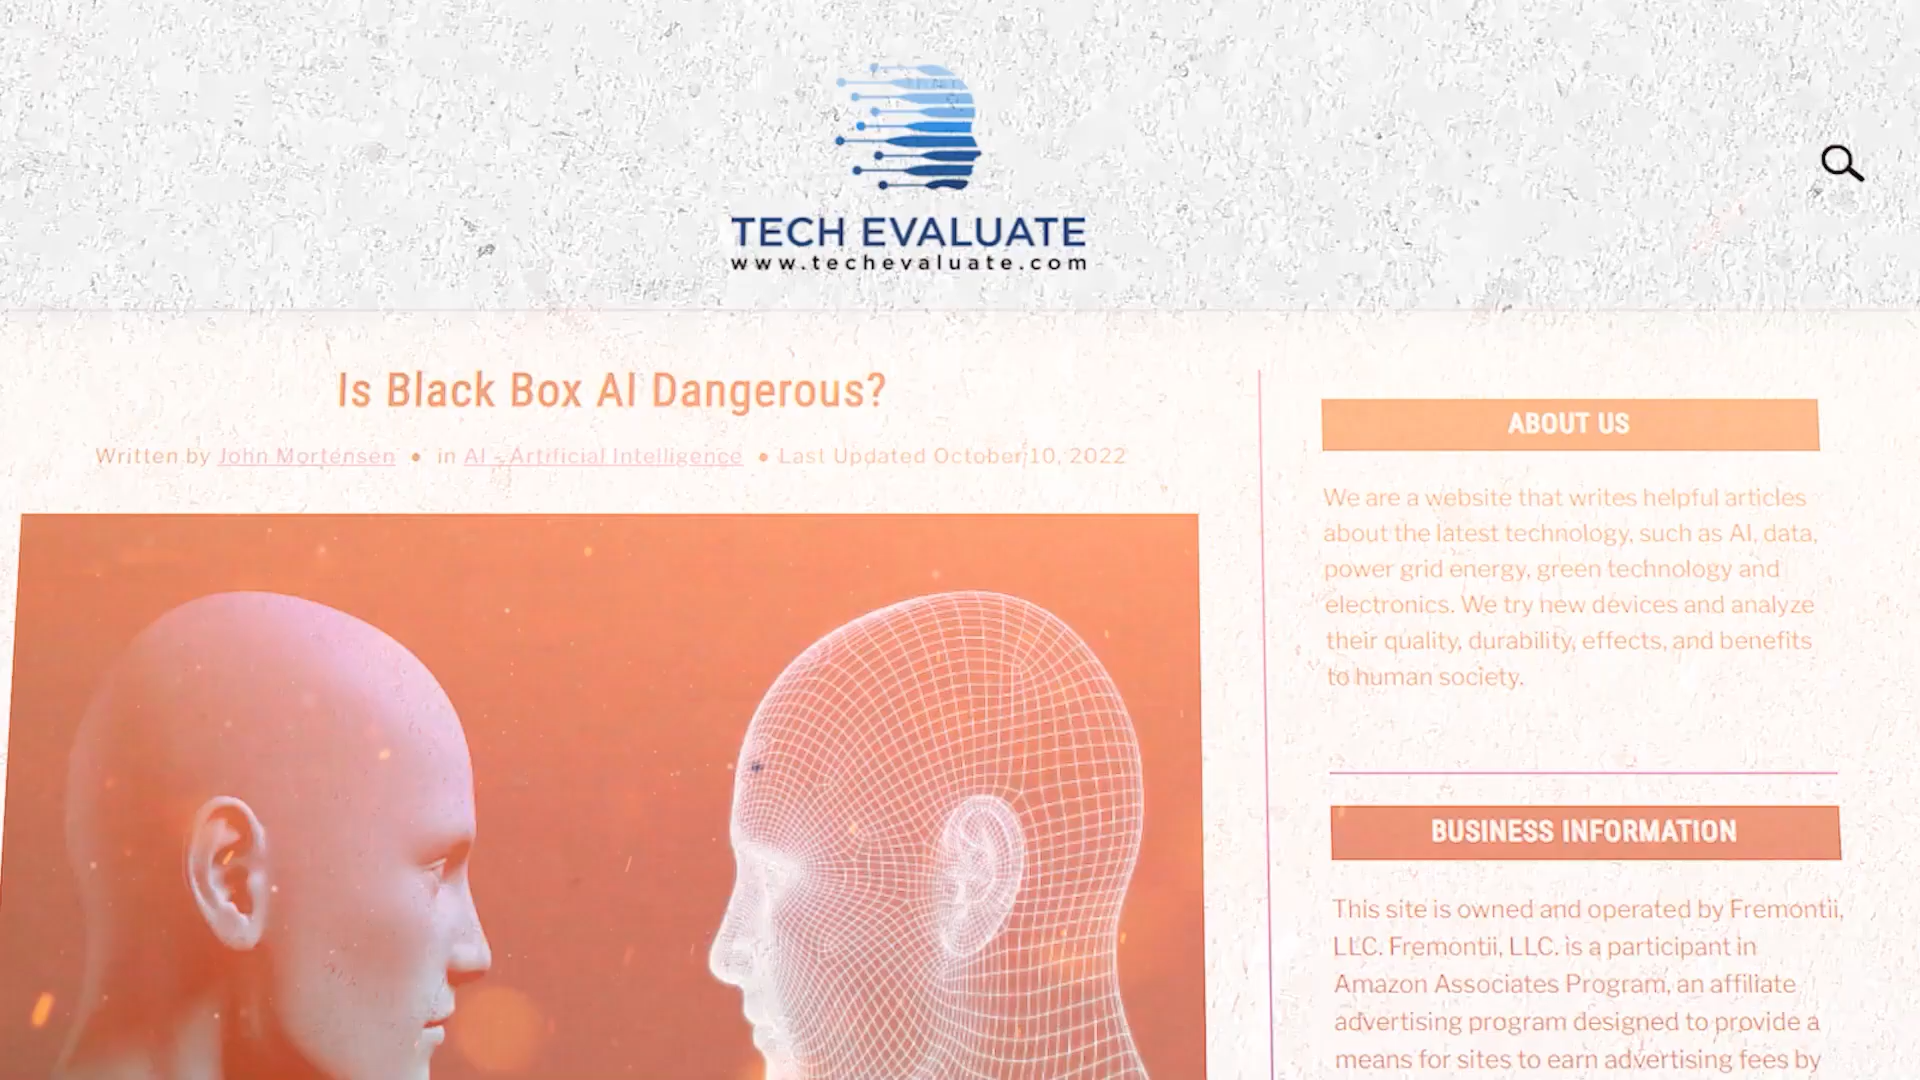 TECH EVALUATE
www.techevaluate.com
Is Black Box AI Dangerous?
Written by John Mortensen • in AI - Artificial Intelligence • Last Updated October 10, 2022
ABOUT US
We are a website that writes helpful articles
about the latest technology, such as AI, data,
power grid energy, green technology and
electronics. We try new devices and analyze
their quality, durability, effects, and benefits
to human society.
BUSINESS INFORMATION
This site is owned and operated by Fremontii,
LLC. Fremontii, LLC. is a participant in
Amazon Associates Program, an affiliate
advertising program designed to provide a
means for sites to earn advertising fees by